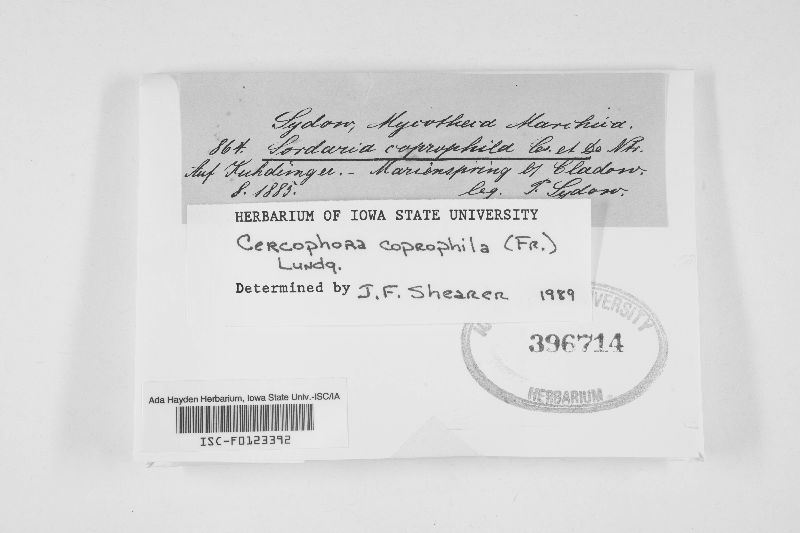 Sydow, Mycotheca Marchica.
864. Sordaria coprophila Ces. et De Ntr.
Auf Kuhdünger. - Marienspring b/ Cladow.
8. 1885. leg. P. Sydow.
HERBARIUM OF IOWA STATE UNIVERSITY
Cercophora coprophila (Fr.)
Lundq.
Determined by J.F. Shearer 1989
UNIVERSITY
396714
HERBARIUM
Ada Hayden Herbarium, Iowa State Univ.-ISC/IA
ISC-F0123392